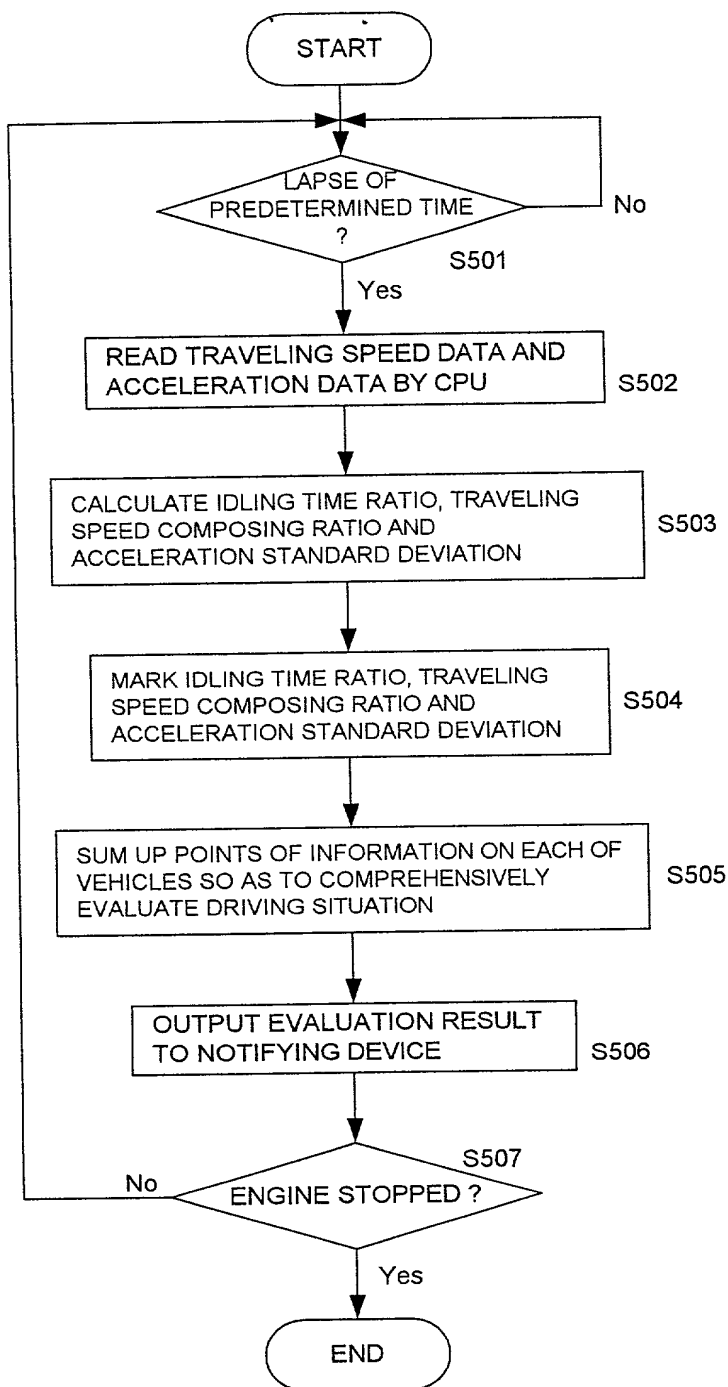 START
LAPSE OF
PREDETERMINED TIME
?
No
S501
Yes
READ TRAVELING SPEED DATA AND
ACCELERATION DATA BY CPU
S502
CALCULATE IDLING TIME RATIO, TRAVELING
SPEED COMPOSING RATIO AND
ACCELERATION STANDARD DEVIATION
S503
MARK IDLING TIME RATIO, TRAVELING
SPEED COMPOSING RATIO AND
ACCELERATION STANDARD DEVIATION
S504
SUM UP POINTS OF INFORMATION ON EACH OF
VEHICLES SO AS TO COMPREHENSIVELY
EVALUATE DRIVING SITUATION
S505
OUTPUT EVALUATION RESULT
TO NOTIFYING DEVICE
S506
S507
No
ENGINE STOPPED ?
Yes
END